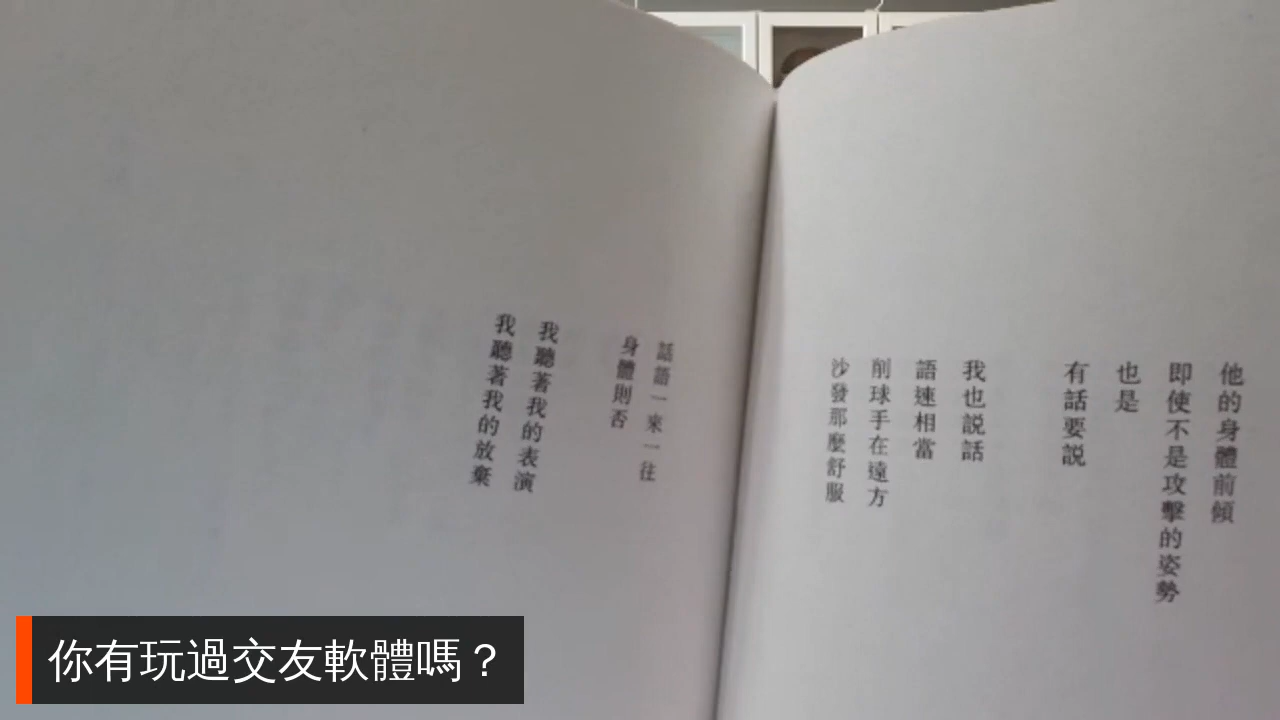 他的身體前傾
即使不是攻擊的姿勢
也是
有話要說
我也說話
語速相當
削球手在遠方
沙發那麼舒服
話語一來一往
身體則否
我聽著我的表演
我聽著我的放棄
你有玩過交友軟體嗎？